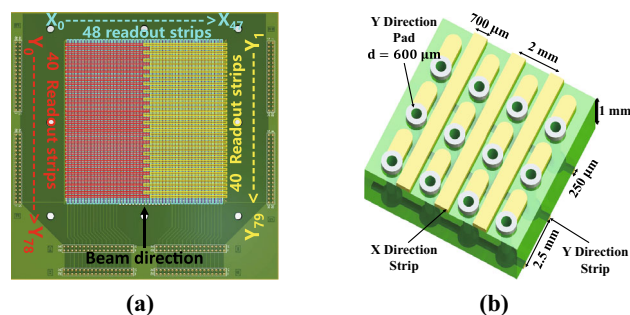 X0 X47
48 readout strips
Y0
40 Readout strips
Y78
Y1
40 Readout strips
Y79
Beam direction
(a)
Y Direction
Pad
d = 600 μm
700 μm
2 mm
1 mm
250 μm
2.5 mm
X Direction
Strip
Y Direction
Strip
(b)